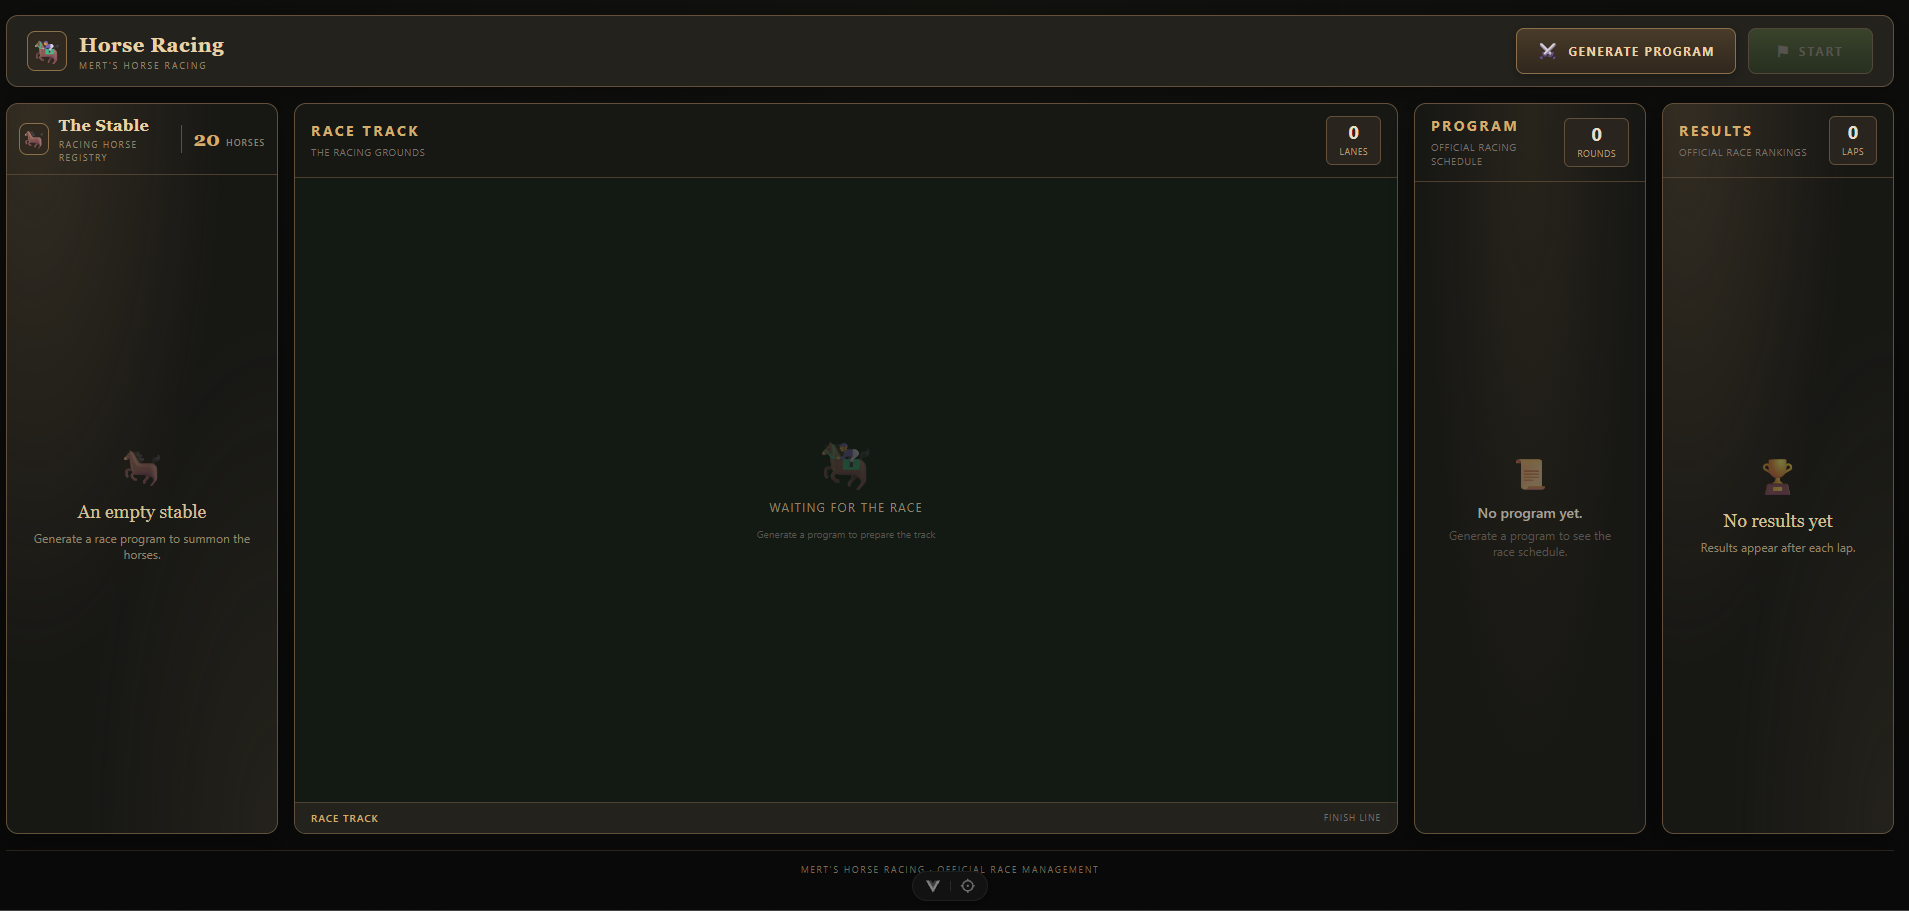 Horse Racing
MERT'S HORSE RACING
GENERATE PROGRAM
START
The Stable
RACING HORSE
REGISTRY
20 HORSES
An empty stable
Generate a race program to summon the
horses.
RACE TRACK
THE RACING GROUNDS
0
LANES
WAITING FOR THE RACE
Generate a program to prepare the track
RACE TRACK
FINISH LINE
PROGRAM
OFFICIAL RACING
SCHEDULE
0
ROUNDS
No program yet.
Generate a program to see the
race schedule.
RESULTS
OFFICIAL RACE RANKINGS
0
LAPS
No results yet
Results appear after each lap.
MERT'S HORSE RACING · OFFICIAL RACE MANAGEMENT